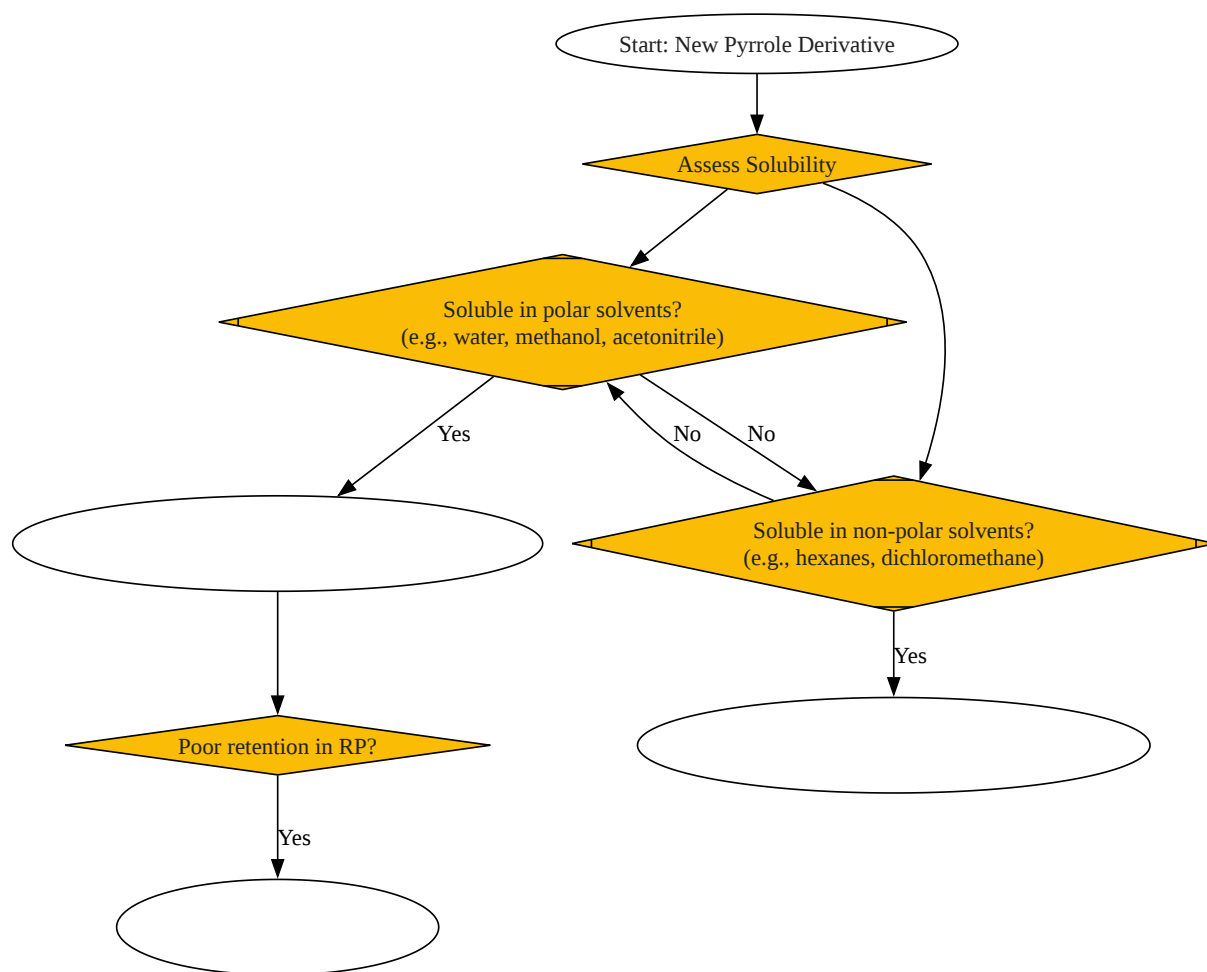 Start: New Pyrrole Derivative
Assess Solubility
Soluble in polar solvents?
(e.g., water, methanol, acetonitrile)
Yes
No
No
Soluble in non-polar solvents?
(e.g., hexanes, dichloromethane)
Yes
Poor retention in RP?
Yes